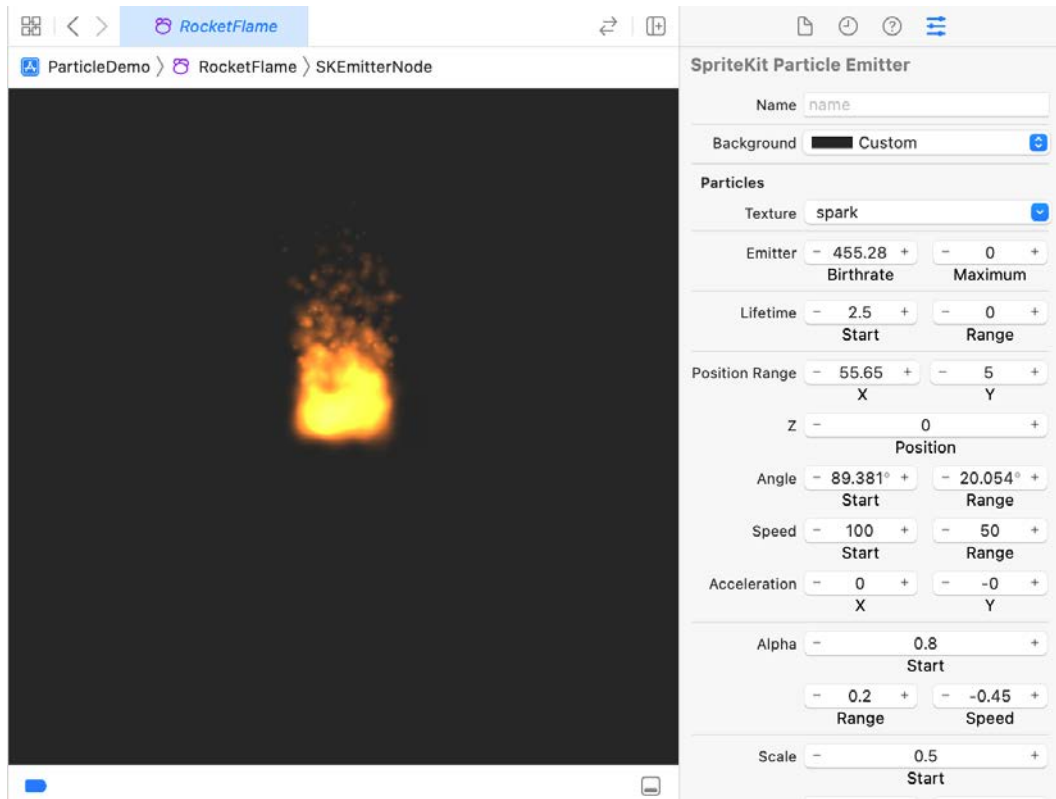 RocketFlame
ParticleDemo 〉 RocketFlame 〉 SKEmitterNode
SpriteKit Particle Emitter
Name name
Background Custom
Particles
Texture spark
Emitter - 455.28 + - 0 +
Birthrate Maximum
Lifetime - 2.5 + - 0 +
Start Range
Position Range - 55.65 + - 5 +
X Y
Z - 0 +
Position
Angle - 89.381° + - 20.054° +
Start Range
Speed - 100 + - 50 +
Start Range
Acceleration - 0 + - -0 +
X Y
Alpha - 0.8 +
Start
- 0.2 + - -0.45 +
Range Speed
Scale - 0.5 +
Start